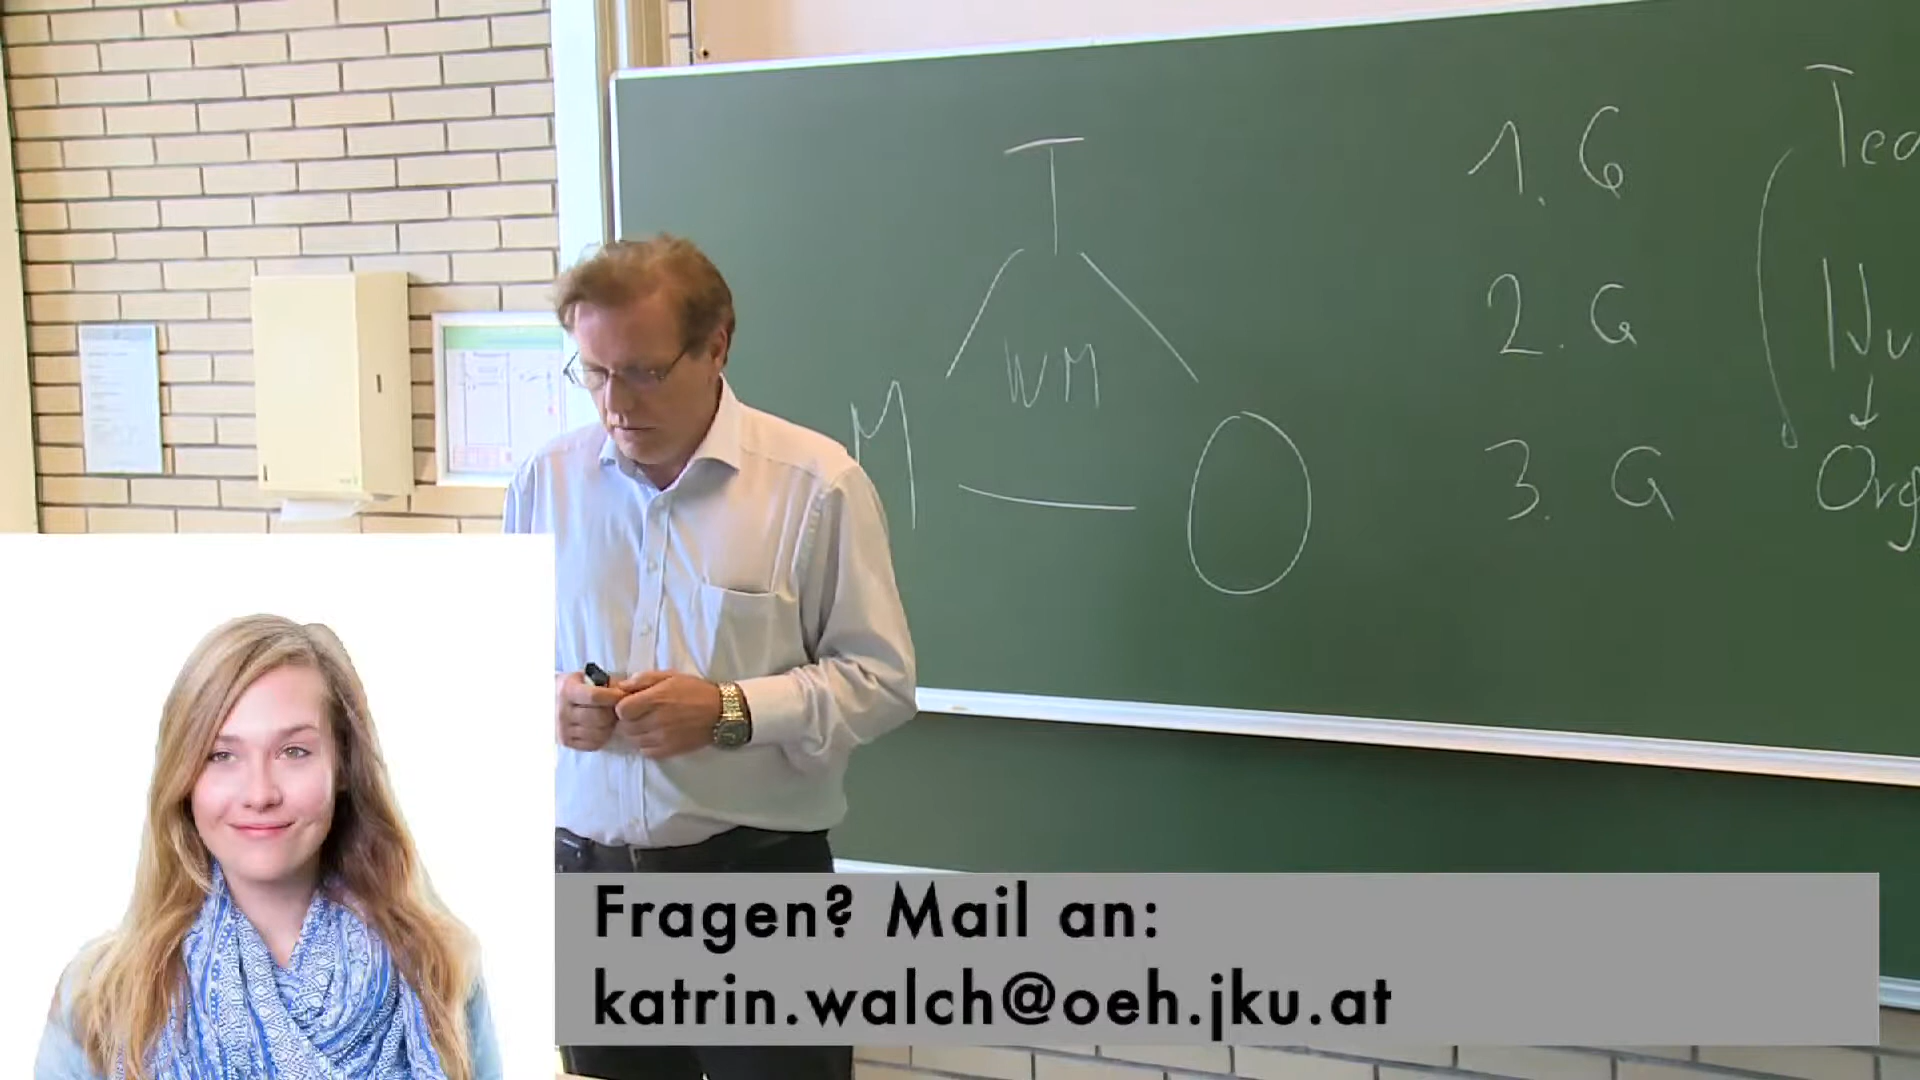 T
WM
M
O
1. G
2. G
3. G
Fragen? Mail an:
katrin.walch@oeh.jku.at